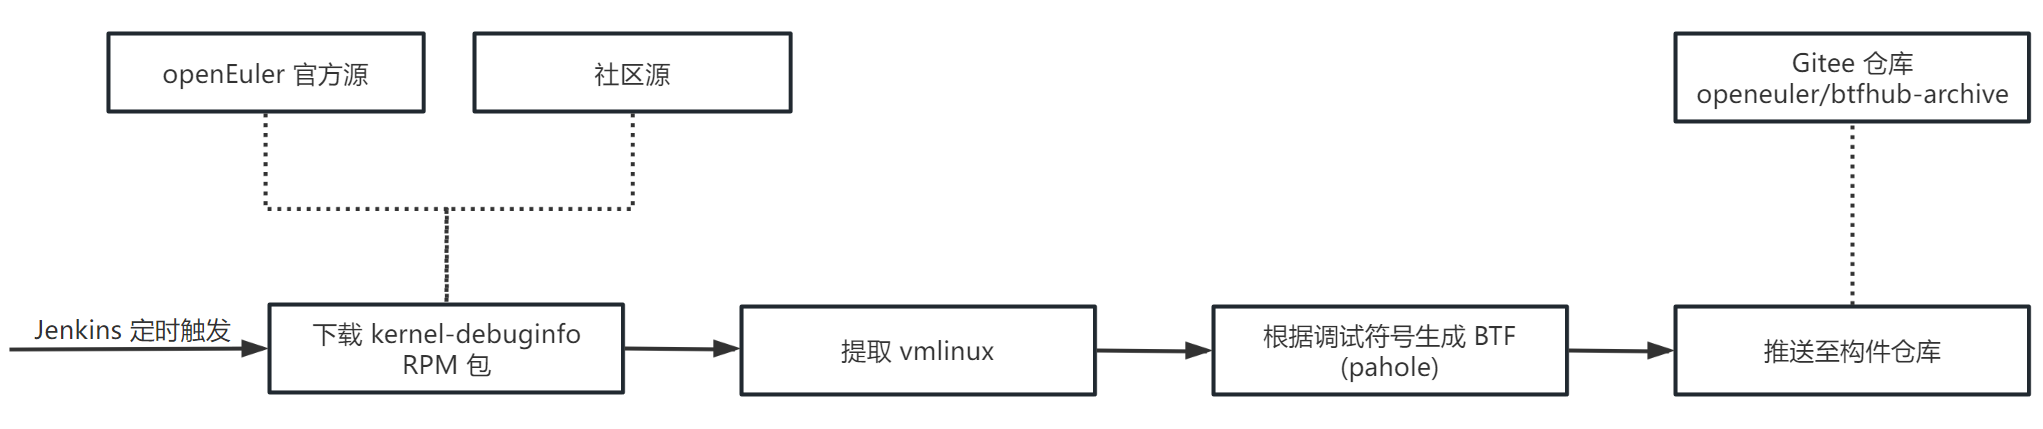 openEuler 官方源
社区源
Gitee 仓库
openeuler/btfhub-archive
Jenkins 定时触发
下载 kernel-debuginfo
RPM 包
提取 vmlinux
根据调试符号生成 BTF
(pahole)
推送至构件仓库